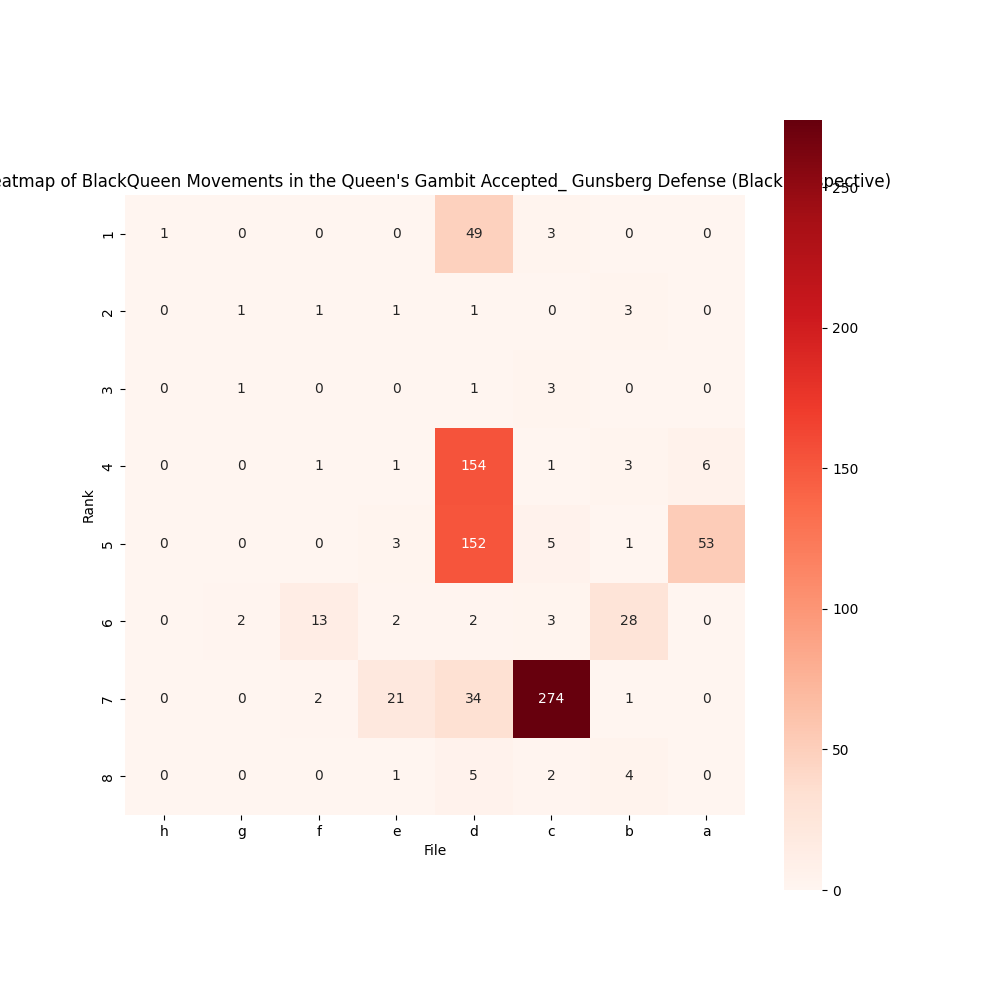 eatmap of BlackQueen Movements in the Queen's Gambit Accepted_ Gunsberg Defense (Black spective)
250
1 1 0 0 0 49 3 0 0
2 0 1 1 1 1 0 3 0
200
3 0 1 0 0 1 3 0 0
4 0 0 1 1 154 1 3 6
150
Rank
5 0 0 0 3 152 5 1 53
100
6 0 2 13 2 2 3 28 0
7 0 0 2 21 34 274 1 0
50
8 0 0 0 1 5 2 4 0
h g f e d c b a
File
0